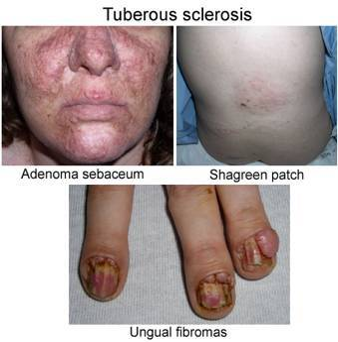 Tuberous sclerosis
Adenoma sebaceum
Shagreen patch
Ungual fibromas